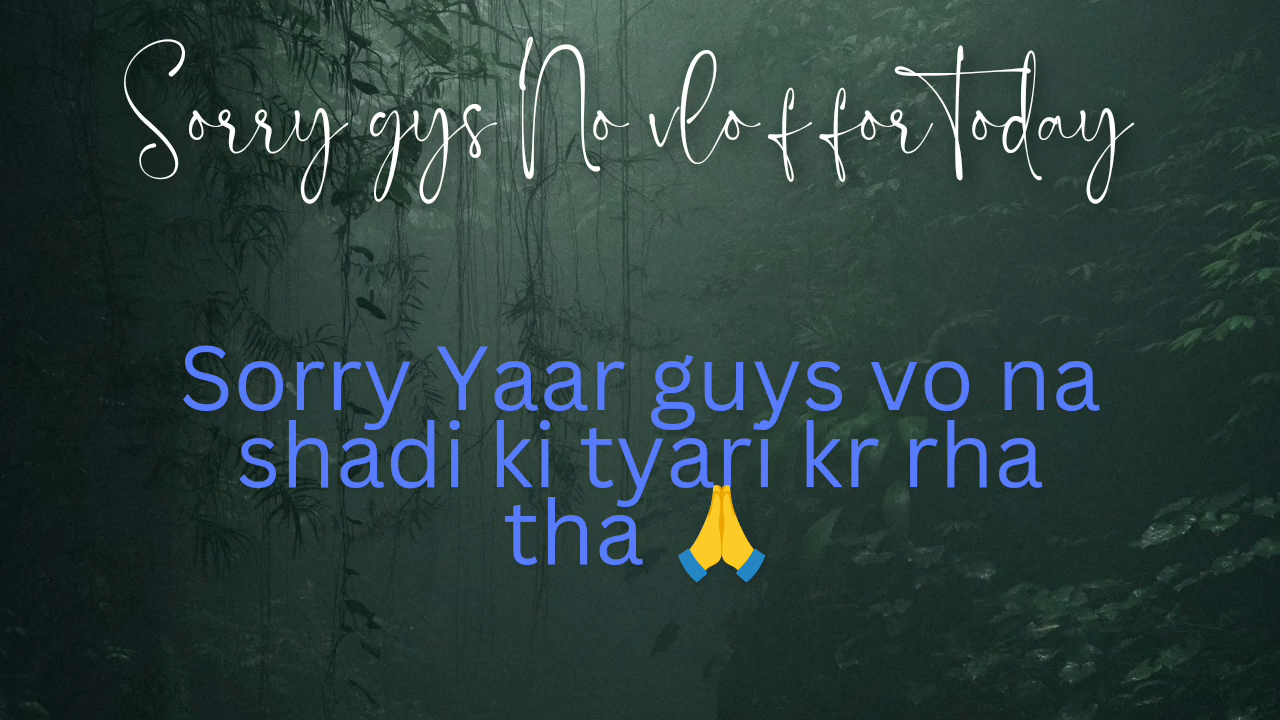 Sorry gys No vlo f for Today
Sorry Yaar guys vo na
shadi ki tyari kr rha
tha 🙏